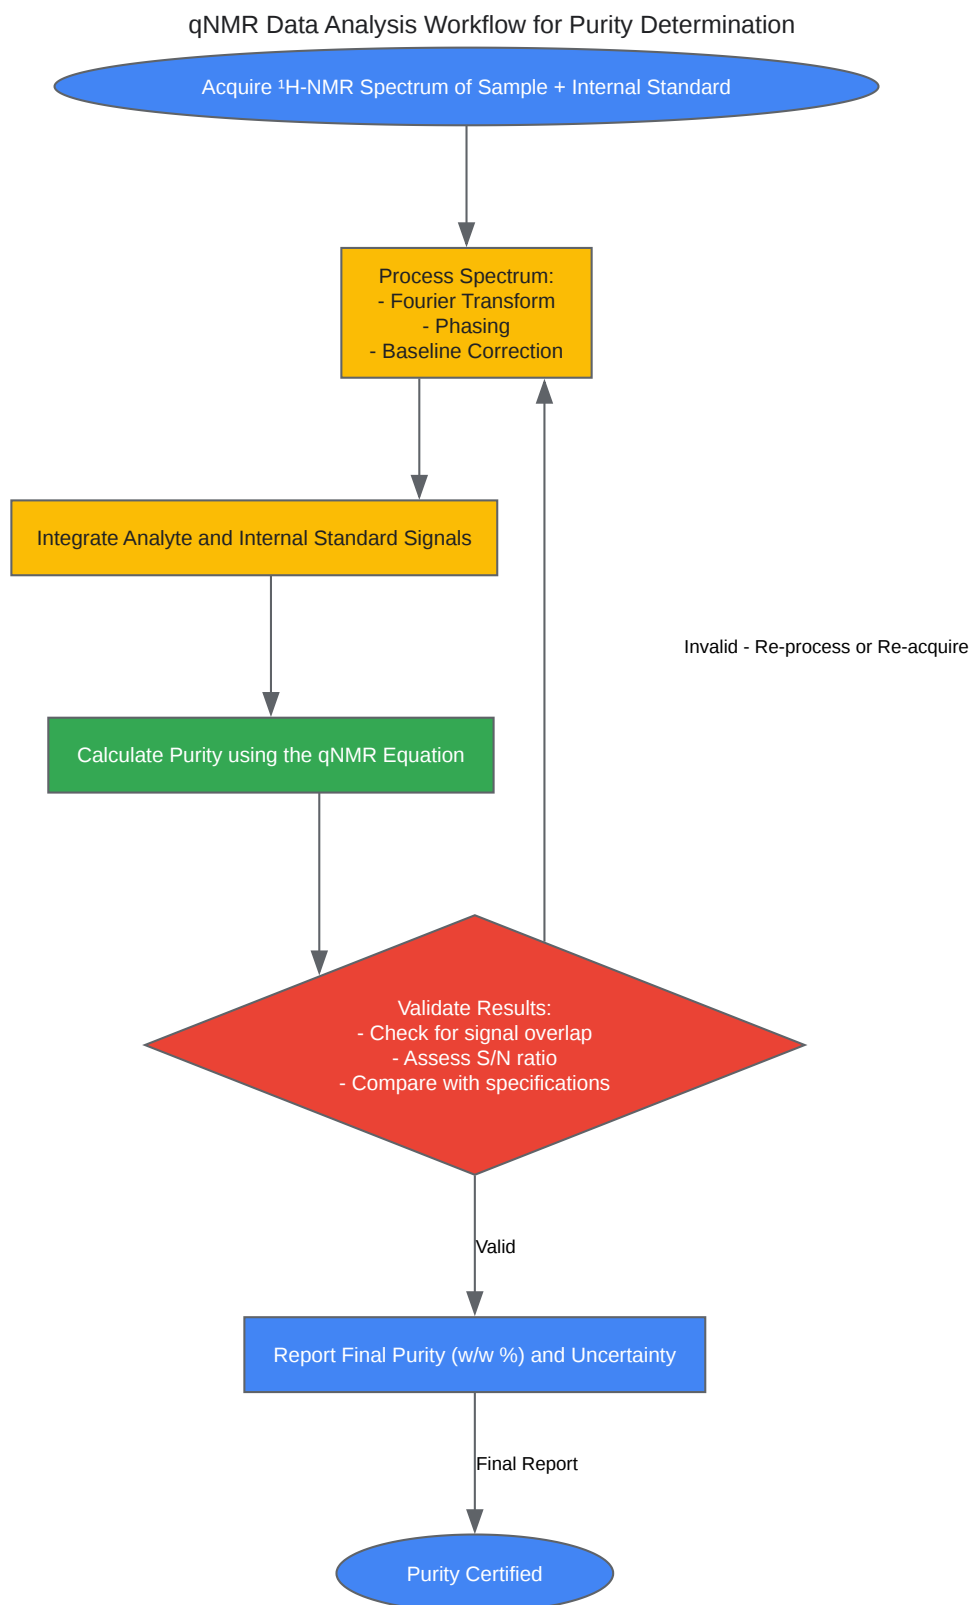 qNMR Data Analysis Workflow for Purity Determination
Acquire ¹H-NMR Spectrum of Sample + Internal Standard
Process Spectrum:
- Fourier Transform
- Phasing
- Baseline Correction
Integrate Analyte and Internal Standard Signals
Invalid - Re-process or Re-acquire
Calculate Purity using the qNMR Equation
Validate Results:
- Check for signal overlap
- Assess S/N ratio
- Compare with specifications
Valid
Report Final Purity (w/w %) and Uncertainty
Final Report
Purity Certified